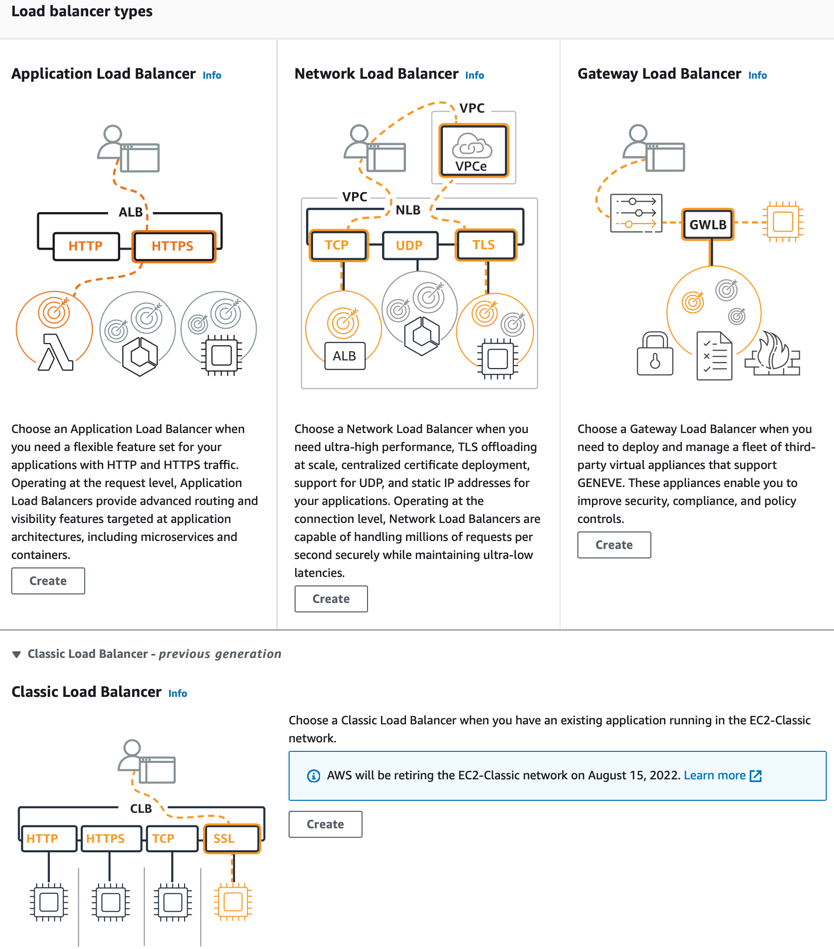 Load balancer types
Application Load Balancer Info
ALB
HTTP
HTTPS
Choose an Application Load Balancer when
you need a flexible feature set for your
applications with HTTP and HTTPS traffic.
Operating at the request level, Application
Load Balancers provide advanced routing and
visibility features targeted at application
architectures, including microservices and
containers.
Create
Network Load Balancer Info
VPC
VPCe
VPC
NLB
TCP
UDP
TLS
ALB
Choose a Network Load Balancer when you
need ultra-high performance, TLS offloading
at scale, centralized certificate deployment,
support for UDP, and static IP addresses for
your applications. Operating at the
connection level, Network Load Balancers are
capable of handling millions of requests per
second securely while maintaining ultra-low
latencies.
Create
Gateway Load Balancer Info
GWLB
Choose a Gateway Load Balancer when you
need to deploy and manage a fleet of third-
party virtual appliances that support
GENEVE. These appliances enable you to
improve security, compliance, and policy
controls.
Create
Classic Load Balancer - previous generation
Classic Load Balancer Info
CLB
HTTP
HTTPS
TCP
SSL
Choose a Classic Load Balancer when you have an existing application running in the EC2-Classic
network.
AWS will be retiring the EC2-Classic network on August 15, 2022. Learn more
Create